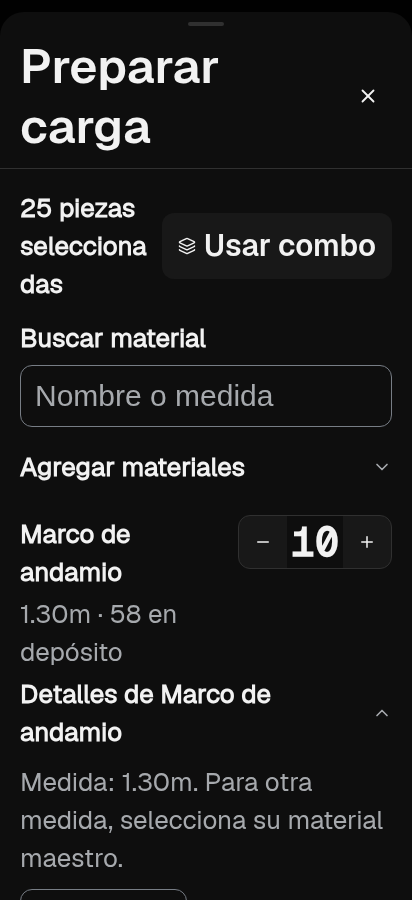 Preparar
carga
25 piezas
selecciona
das
Usar combo
Buscar material
Nombre o medida
Agregar materiales
Marco de
andamio
− 10 +
1.30m · 58 en
depósito
Detalles de Marco de
andamio
Medida: 1.30m. Para otra
medida, selecciona su material
maestro.